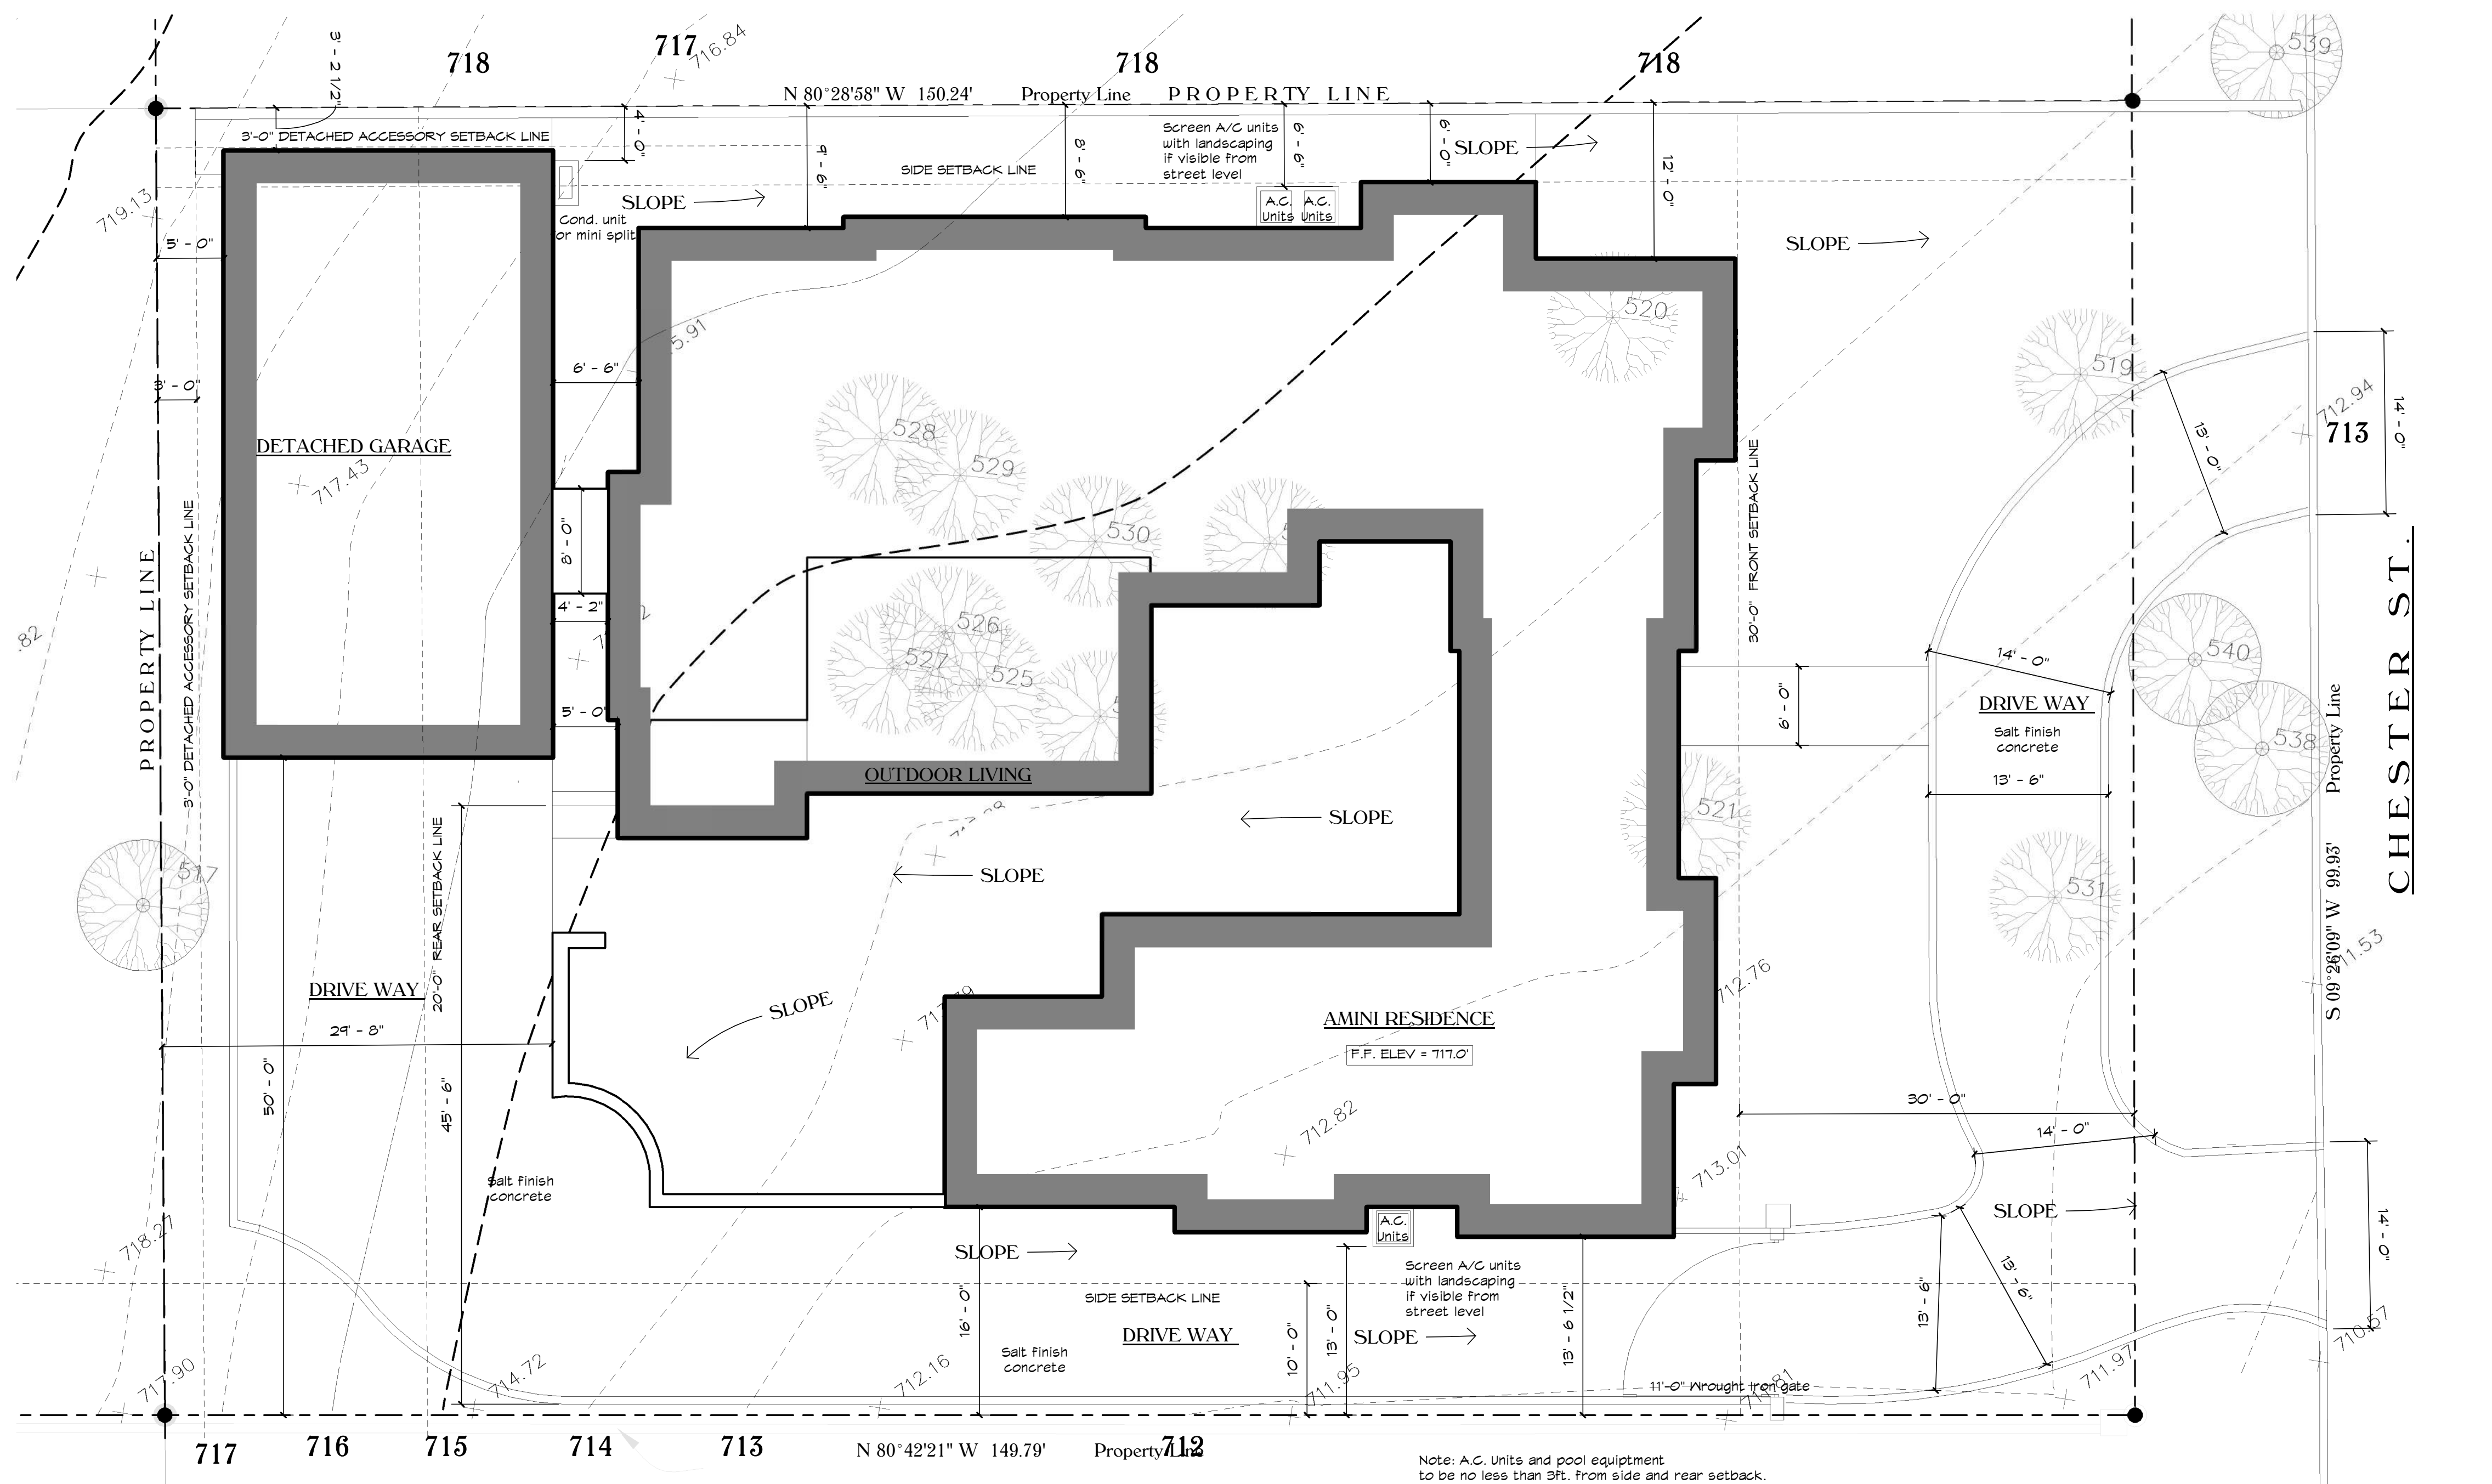 3' - 2 1/2"
718
717
716.84
718
718
539
N 80°28'58" W 150.24'
Property Line
PROPERTY LINE
3'-0" DETACHED ACCESSORY SETBACK LINE
4' - 0"
9' - 6"
8' - 6"
Screen A/C units
with landscaping
if visible from
street level
6' - 6"
6' - 0"
SLOPE
12' - 0"
SIDE SETBACK LINE
719.13
SLOPE
Cond. unit
or mini split
A.C.
Units
A.C.
Units
5' - 0"
SLOPE
520
5.91
3' - 0"
6' - 6"
519
712.94
713
14' - 0"
13' - 0"
528
529
DETACHED GARAGE
717.43
30'-0" FRONT SETBACK LINE
530
8' - 0"
4' - 2"
5' - 0"
PROPERTY LINE
3'-0" DETACHED ACCESSORY SETBACK LINE
.82
526
527
525
OUTDOOR LIVING
14' - 0"
540
538
6' - 0"
DRIVE WAY
Salt finish
concrete
13' - 6"
Property Line
S 09°26'09" W 99.93'
CHESTER ST.
521
531
SLOPE
SLOPE
517
20'-0" REAR SETBACK LINE
DRIVE WAY
29' - 8"
SLOPE
AMINI RESIDENCE
F.F. ELEV = 717.0'
712.76
50' - 0"
45' - 6"
712.82
30' - 0"
14' - 0"
713.01
Salt finish
concrete
718.27
A.C.
Units
SLOPE
SLOPE
14' - 0"
Screen A/C units
with landscaping
if visible from
street level
SIDE SETBACK LINE
16' - 0"
10' - 0"
13' - 0"
13' - 6 1/2"
13' - 6"
13' - 6"
DRIVE WAY
SLOPE
Salt finish
concrete
717.90
714.72
712.16
711.95
11'-0" Wrought Iron gate
711.97
710.57
717
716
715
714
713
N 80°42'21" W 149.79'
Property Line
712
Note: A.C. Units and pool equiptment
to be no less than 3ft. from side and rear setback.